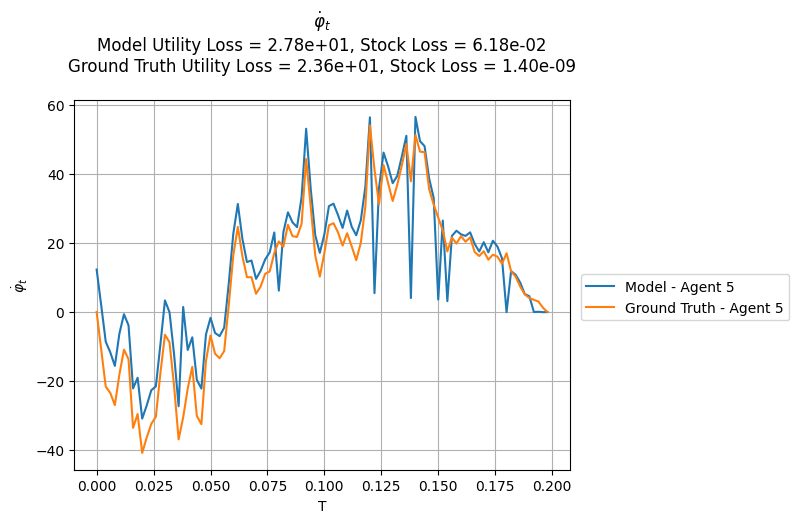 φ̇ₜ
Model Utility Loss = 2.78e+01, Stock Loss = 6.18e-02
Ground Truth Utility Loss = 2.36e+01, Stock Loss = 1.40e-09
φ̇ₜ
60
40
20
0
−20
−40
0.000 0.025 0.050 0.075 0.100 0.125 0.150 0.175 0.200
T
Model - Agent 5
Ground Truth - Agent 5